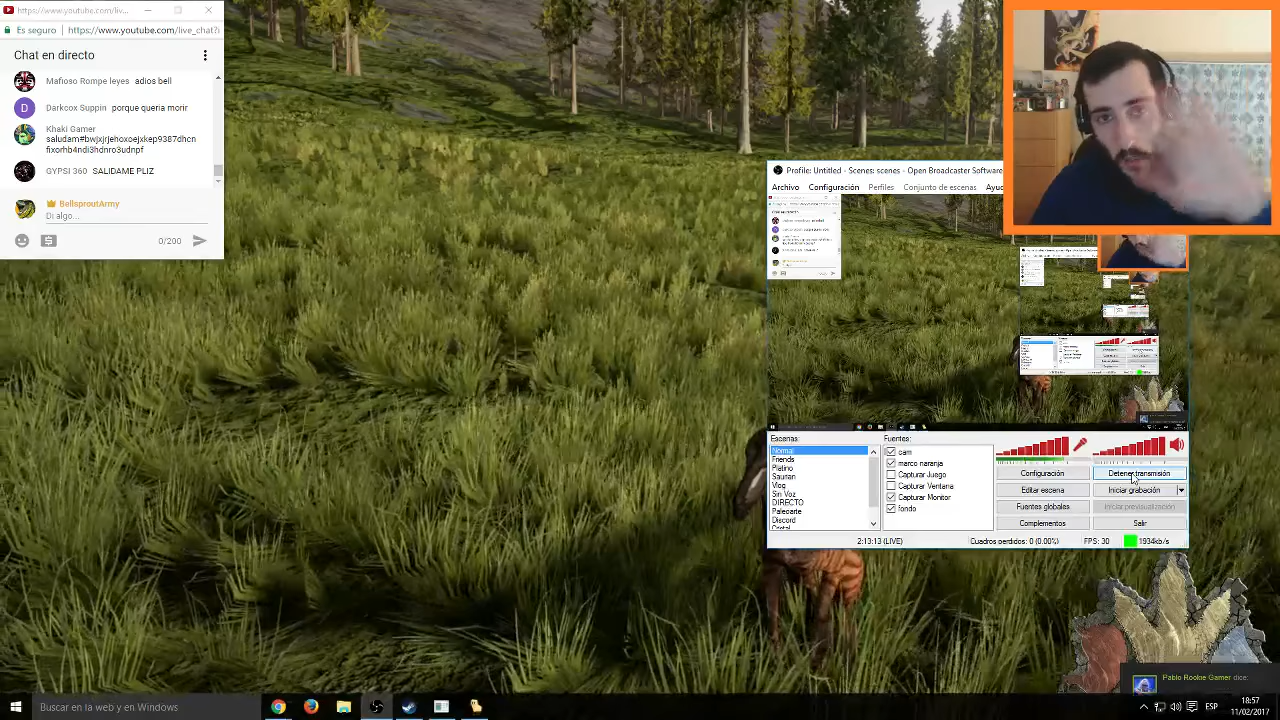 https://www.youtube.com/liv...
Es seguro
https://www.youtube.com/live_chat?i
Chat en directo
Mafioso Rompe leyes adios bell
Darkcox Suppin porque queria morir
Khaki Gamer
GYPSI 360 SALIDAME PLIZ
BellsproutArmy
Di algo...
0/200
Profile: Untitled - Scenes: scenes - Open Broadcaster Software
Archivo Configuración Perfiles Conjunto de escenas Ayu
Escenas:
Normal
Friends
Platino
Saurian
Vlog
Sin Voz
DIRECTO
Paleoarte
Discord
Fuentes:
cam
marco naranja
Capturar Juego
Capturar Ventana
Capturar Monitor
fondo
Configuración
Detener transmisión
Editar escena
Iniciar grabación
Fuentes globales
Iniciar previsualización
Complementos
Salir
2:13:13 (LIVE)
Cuadros perdidos: 0 (0.00%)
FPS: 30
1934kb/s
Pablo Rookie Gamer dice:
Buscar en la web y en Windows
ESP
18:57
11/02/2017